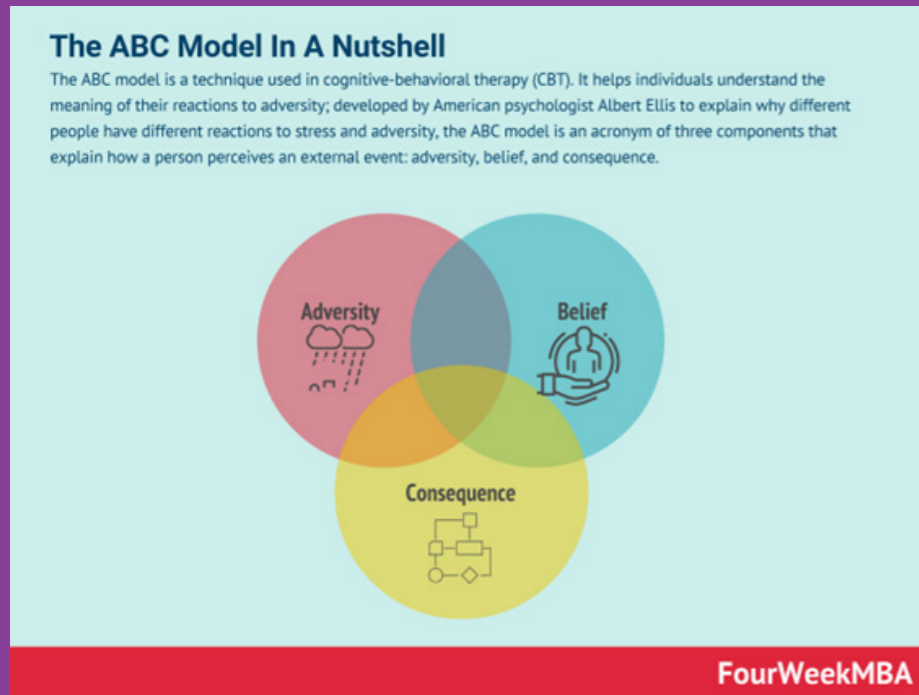 The ABC Model In A Nutshell
The ABC model is a technique used in cognitive-behavioral therapy (CBT). It helps individuals understand the
meaning of their reactions to adversity; developed by American psychologist Albert Ellis to explain why different
people have different reactions to stress and adversity, the ABC model is an acronym of three components that
explain how a person perceives an external event: adversity, belief, and consequence.
Adversity
Belief
Consequence
FourWeekMBA